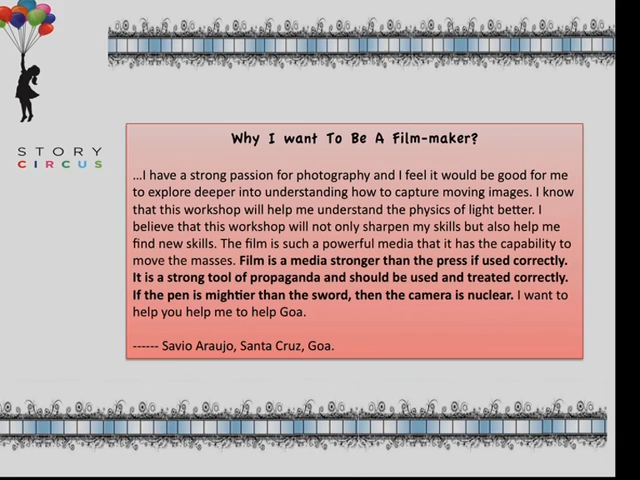 STORY
CIRCUS
Why I want To Be A Film-maker?
...I have a strong passion for photography and I feel it would be good for me
to explore deeper into understanding how to capture moving images. I know
that this workshop will help me understand the physics of light better. I
believe that this workshop will not only sharpen my skills but also help me
find new skills. The film is such a powerful media that it has the capability to
move the masses. Film is a media stronger than the press if used correctly.
It is a strong tool of propaganda and should be used and treated correctly.
If the pen is mightier than the sword, then the camera is nuclear. I want to
help you help me to help Goa.
------ Savio Araujo, Santa Cruz, Goa.